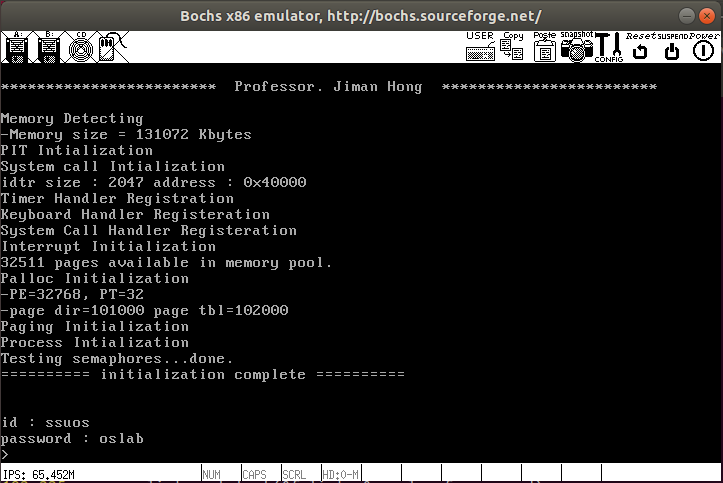 Bochs x86 emulator, http://bochs.sourceforge.net/
A: B: CD USER Copy Paste snapshot CONFIG Reset SUSPEND Power
************************ Professor. Jiman Hong ************************
Memory Detecting
-Memory size = 131072 Kbytes
PIT Intialization
System call Intialization
idtr size : 2047 address : 0x40000
Timer Handler Registration
Keyboard Handler Registeration
System Call Handler Registeration
Interrupt Initialization
32511 pages available in memory pool.
Palloc Initialization
-PE=32768, PT=32
-page dir=101000 page tbl=102000
Paging Initialization
Process Intialization
Testing semaphores...done.
========== initialization complete ==========
id : ssuos
password : oslab
>
IPS: 65.452M NUM CAPS SCRL HD:0-M